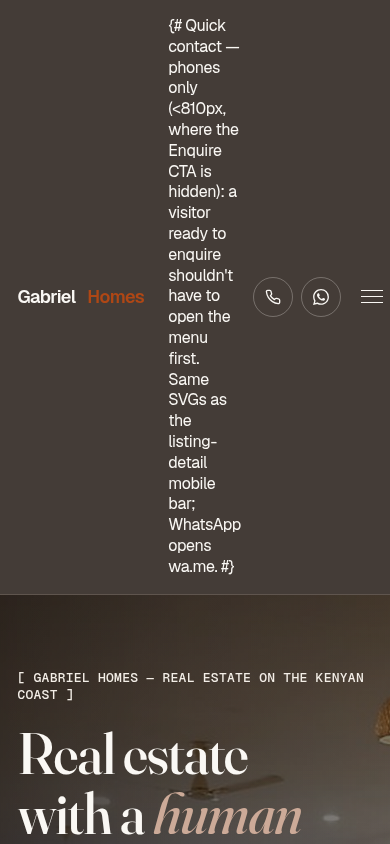 {# Quick
contact —
phones
only
(<810px,
where the
Enquire
CTA is
hidden): a
visitor
ready to
enquire
shouldn't
have to
open the
menu
first.
Same
SVGs as
the
listing-
detail
mobile
bar;
WhatsApp
opens
wa.me. #}
Gabriel Homes
[ GABRIEL HOMES — REAL ESTATE ON THE KENYAN
COAST ]
Real estate
with a human